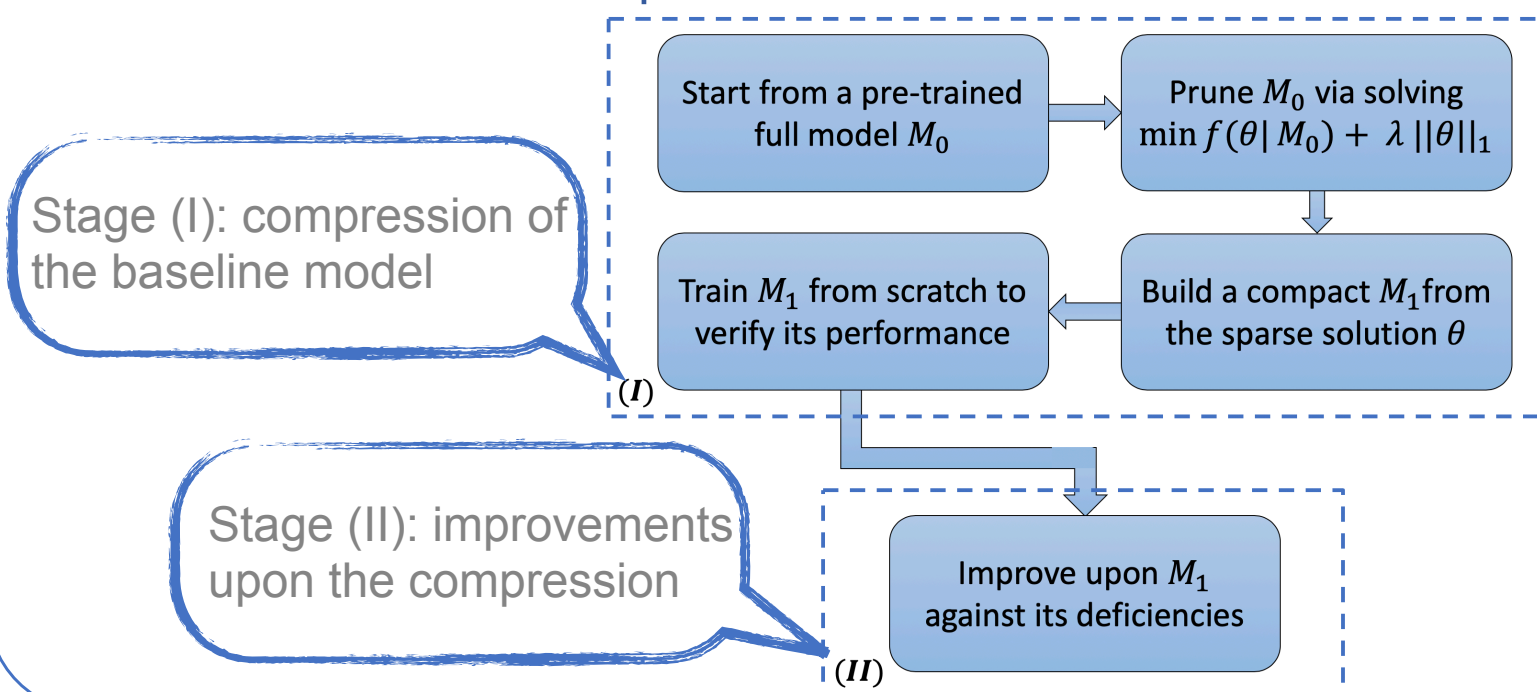 Start from a pre-trained
full model M₀
Prune M₀ via solving
min f(θ| M₀) + λ ||θ||₁
Stage (I): compression of
the baseline model
Train M₁ from scratch to
verify its performance
Build a compact M₁from
the sparse solution θ
(I)
Stage (II): improvements
upon the compression
Improve upon M₁
against its deficiencies
(II)